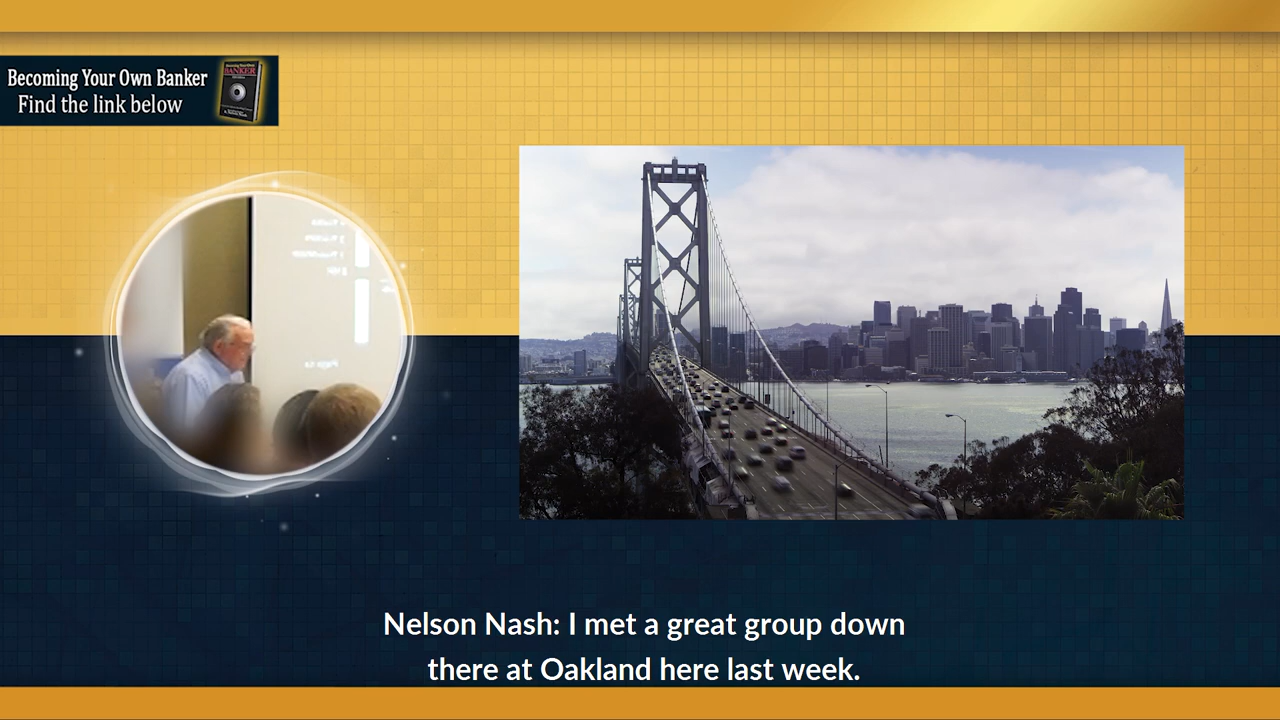 Becoming Your Own Banker
Find the link below
BANKER
Nelson Nash: I met a great group down
there at Oakland here last week.